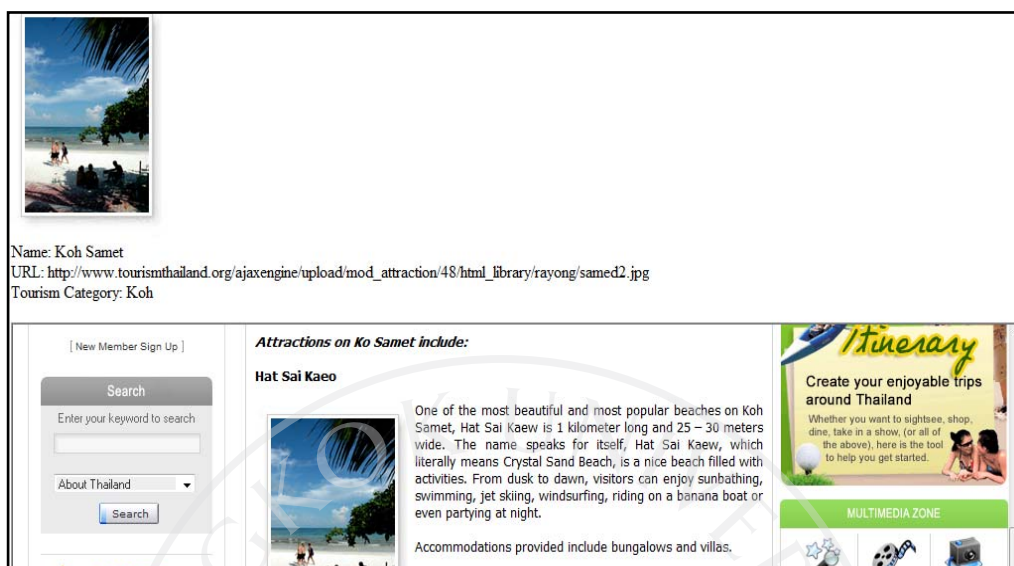 Name: Koh Samet
URL: http://www.tourismthailand.org/ajaxengine/upload/mod_attraction/48/html_library/rayong/samed2.jpg
Tourism Category: Koh
[ New Member Sign Up ]
Search
Enter your keyword to search
About Thailand
Search
Attractions on Ko Samet include:
Hat Sai Kaeo
One of the most beautiful and most popular beaches on Koh
Samet, Hat Sai Kaew is 1 kilometer long and 25 – 30 meters
wide. The name speaks for itself, Hat Sai Kaew, which
literally means Crystal Sand Beach, is a nice beach filled with
activities. From dusk to dawn, visitors can enjoy sunbathing,
swimming, jet skiing, windsurfing, riding on a banana boat or
even partying at night.
Accommodations provided include bungalows and villas.
Itinerary
Create your enjoyable trips
around Thailand
Whether you want to sightsee, shop,
dine, take in a show, (or all of
the above), here is the tool
to help you get started.
MULTIMEDIA ZONE